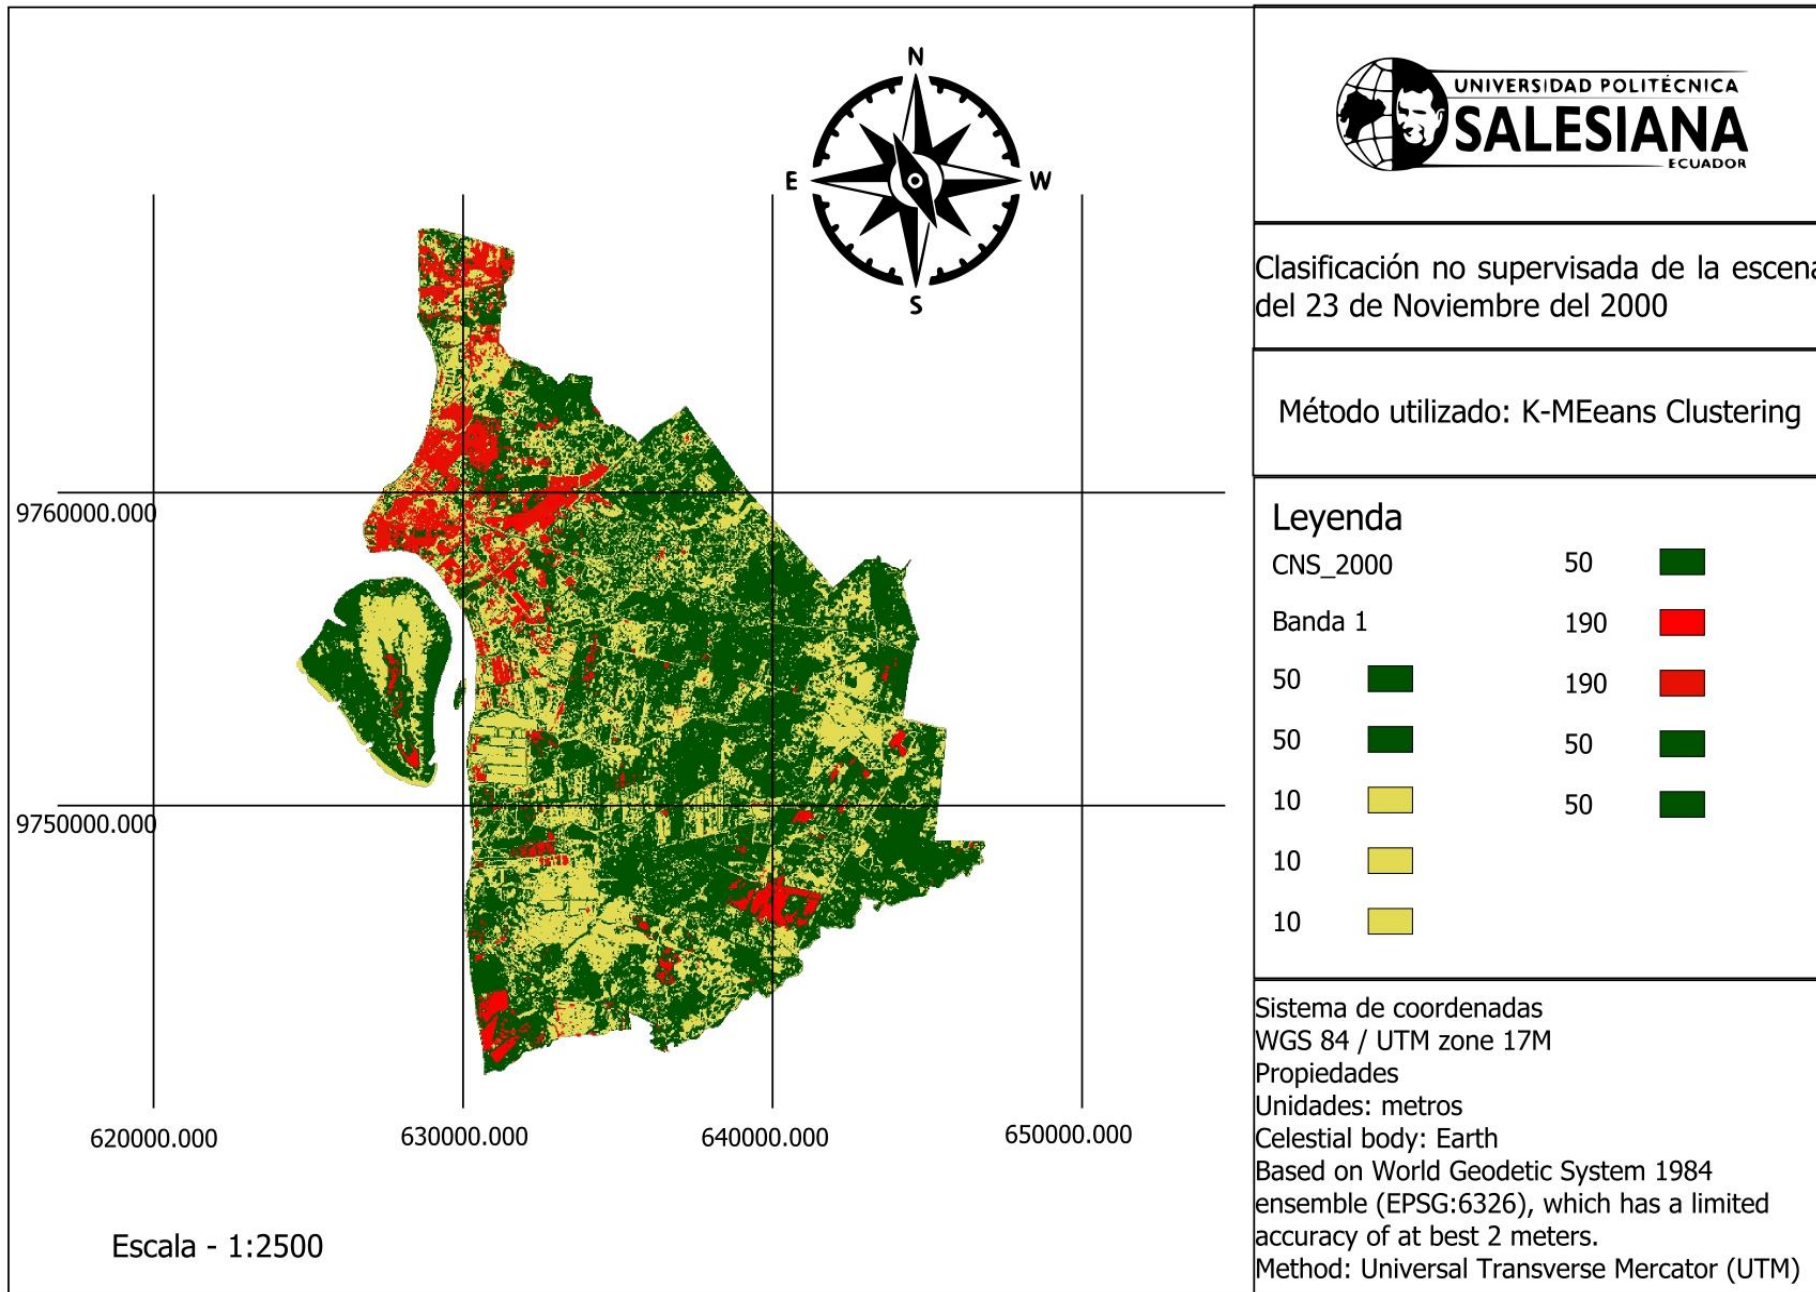 N
E
W
S
9760000.000
9750000.000
620000.000
630000.000
640000.000
650000.000
Escala - 1:2500
UNIVERSIDAD POLITÉCNICA
SALESIANA
ECUADOR
Clasificación no supervisada de la escena
del 23 de Noviembre del 2000
Método utilizado: K-MEeans Clustering
Leyenda
CNS_2000
Banda 1
50
50
10
10
10
50
190
190
50
50
Sistema de coordenadas
WGS 84 / UTM zone 17M
Propiedades
Unidades: metros
Celestial body: Earth
Based on World Geodetic System 1984
ensemble (EPSG:6326), which has a limited
accuracy of at best 2 meters.
Method: Universal Transverse Mercator (UTM)